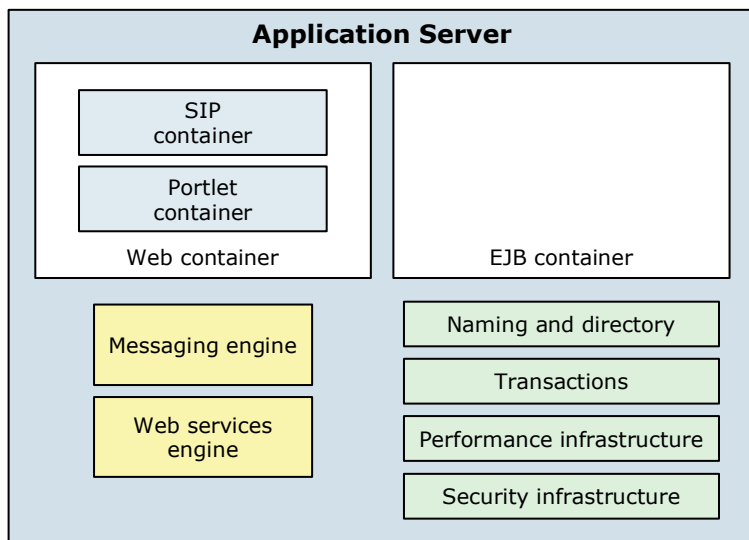 Application Server
SIP
container
Portlet
container
Web container
EJB container
Messaging engine
Web services
engine
Naming and directory
Transactions
Performance infrastructure
Security infrastructure